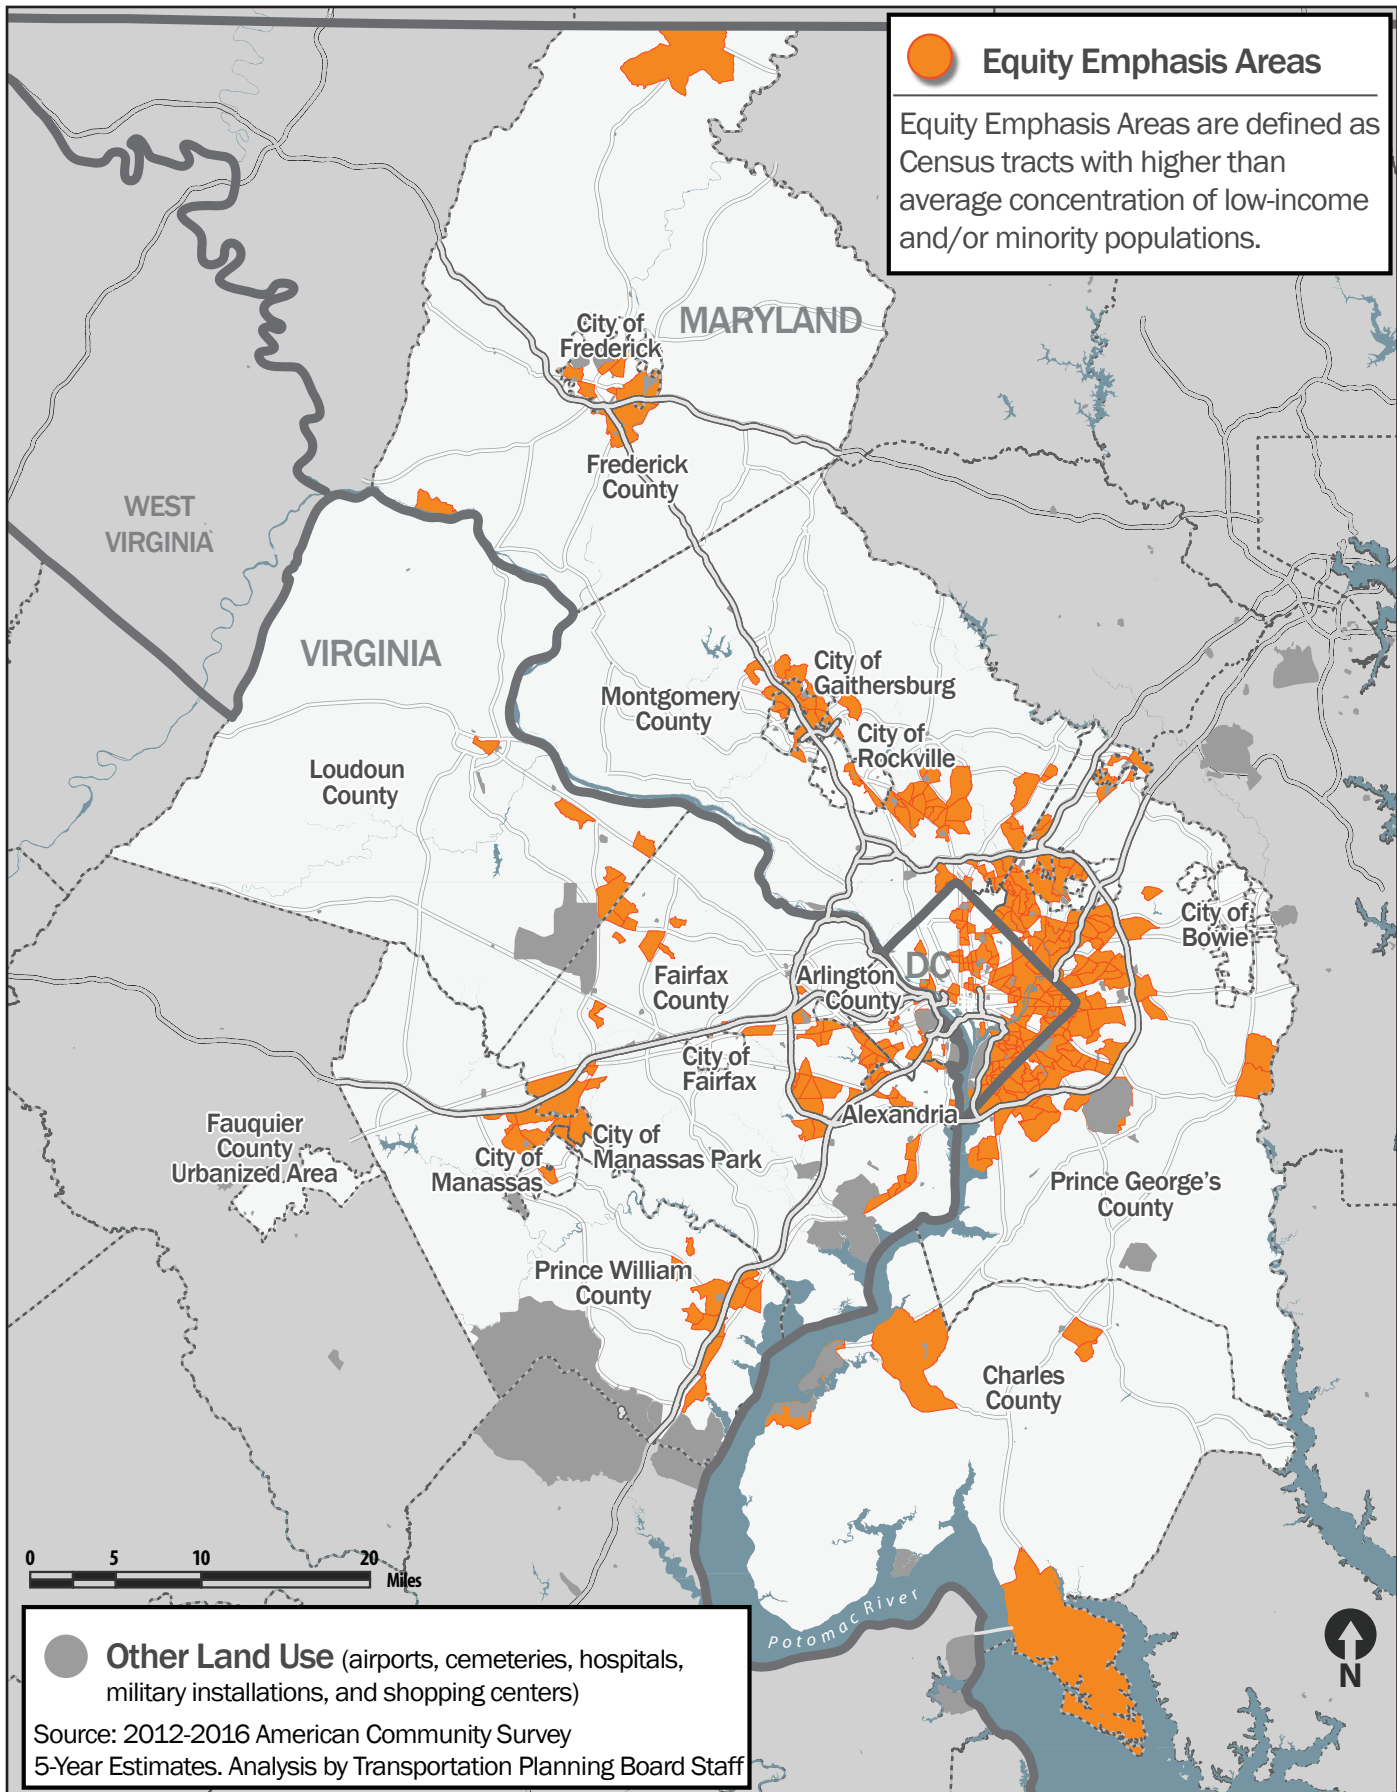 Equity Emphasis Areas
Equity Emphasis Areas are defined as
Census tracts with higher than
average concentration of low-income
and/or minority populations.
MARYLAND
City of
Frederick
Frederick
County
WEST
VIRGINIA
VIRGINIA
City of
Gaithersburg
Montgomery
County
City of
Rockville
Loudoun
County
City of
Bowie
DC
Fairfax
County
Arlington
County
City of
Fairfax
Alexandria
Fauquier
County
Urbanized Area
City of
Manassas Park
City of
Manassas
Prince George's
County
Prince William
County
Charles
County
0 5 10 20
Miles
Potomac River
N
Other Land Use (airports, cemeteries, hospitals,
military installations, and shopping centers)
Source: 2012-2016 American Community Survey
5-Year Estimates. Analysis by Transportation Planning Board Staff